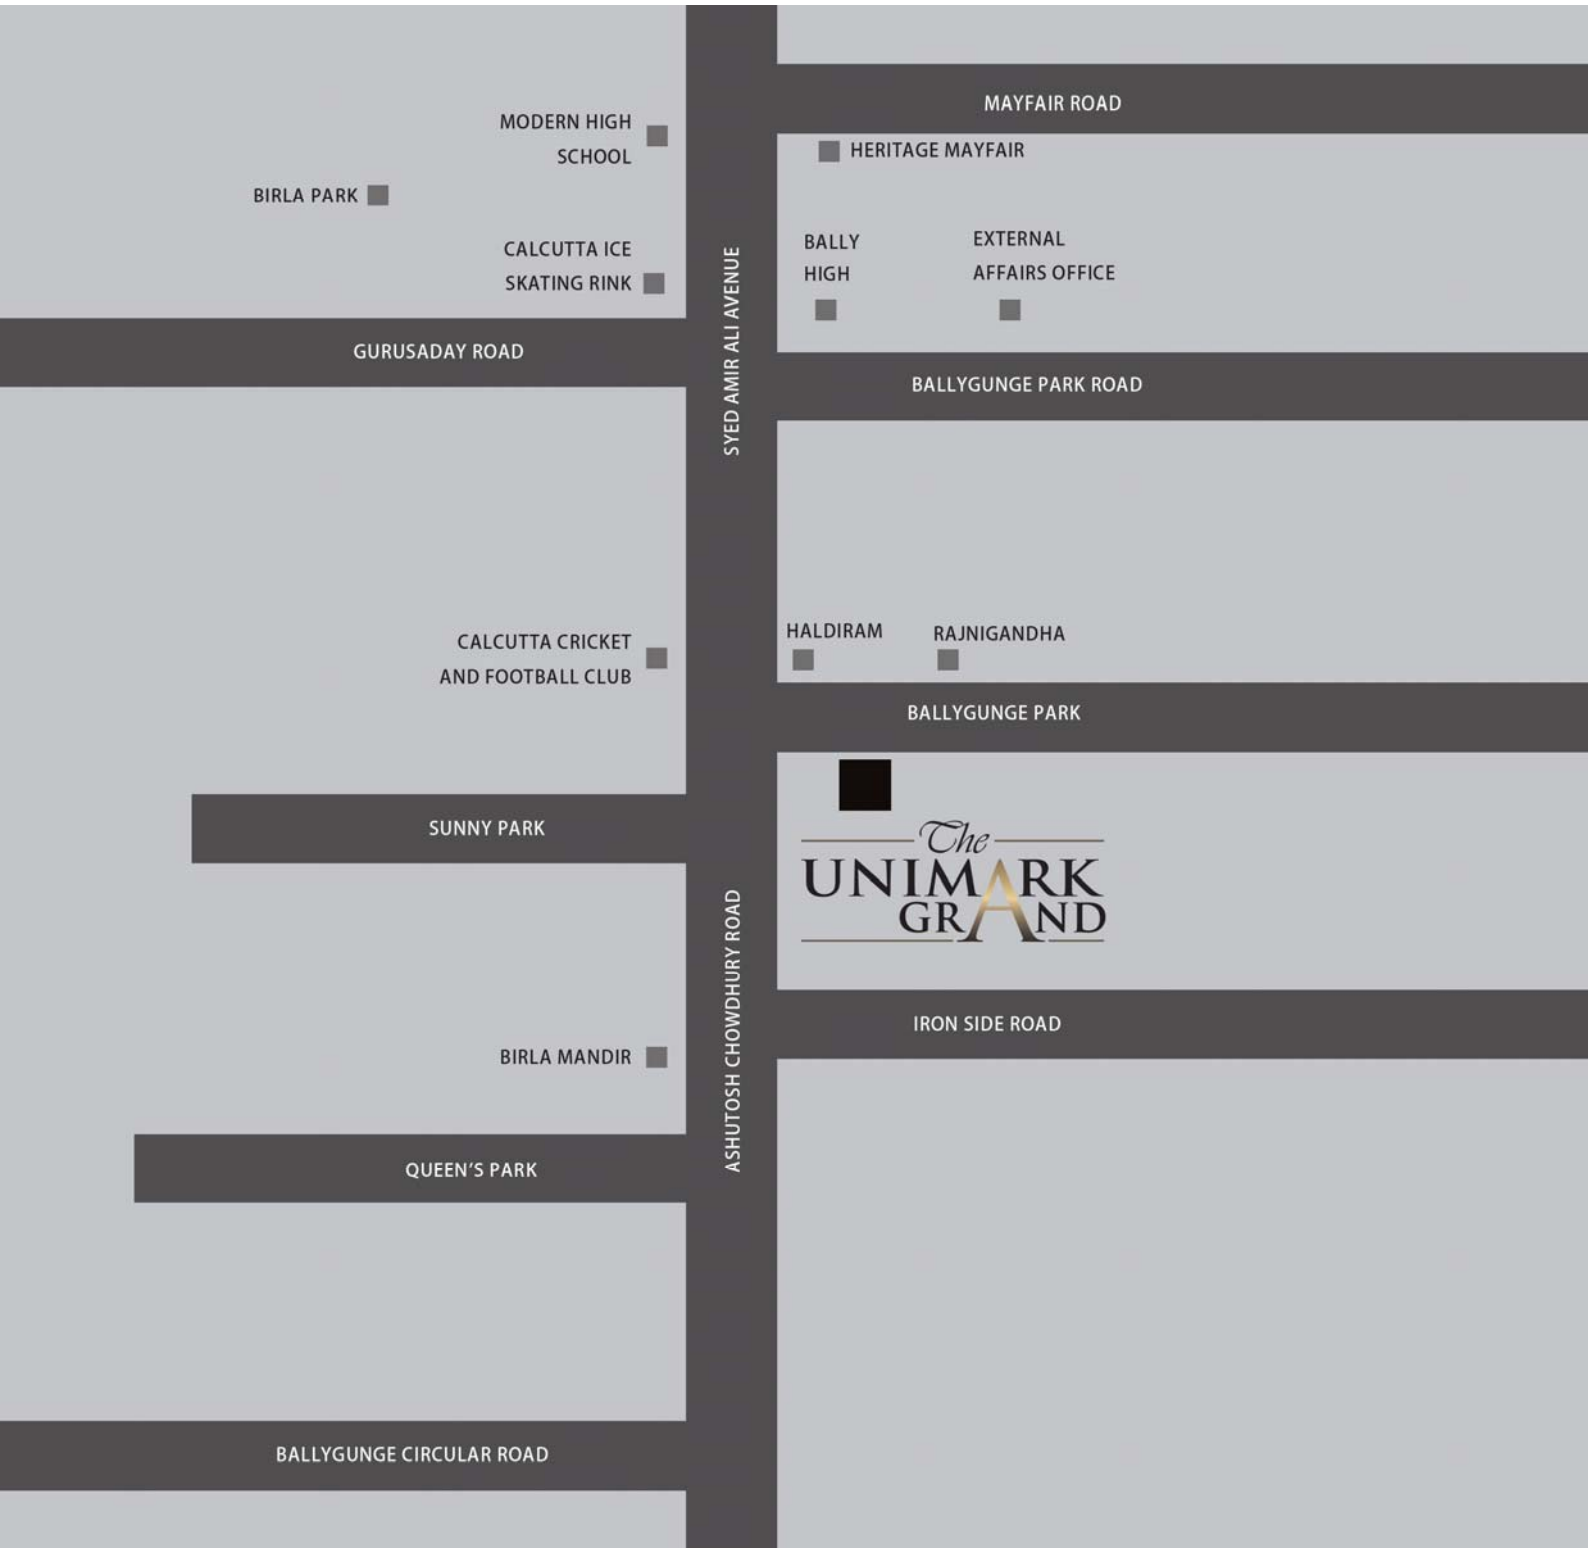 MAYFAIR ROAD
MODERN HIGH
SCHOOL
HERITAGE MAYFAIR
BIRLA PARK
CALCUTTA ICE
SKATING RINK
BALLY
HIGH
EXTERNAL
AFFAIRS OFFICE
SYED AMIR ALI AVENUE
GURUSADAY ROAD
BALLYGUNGE PARK ROAD
CALCUTTA CRICKET
AND FOOTBALL CLUB
HALDIRAM
RAJNIGANDHA
BALLYGUNGE PARK
SUNNY PARK
The
UNIMARK
GRAND
ASHUTOSH CHOWDHURY ROAD
IRON SIDE ROAD
BIRLA MANDIR
QUEEN'S PARK
BALLYGUNGE CIRCULAR ROAD